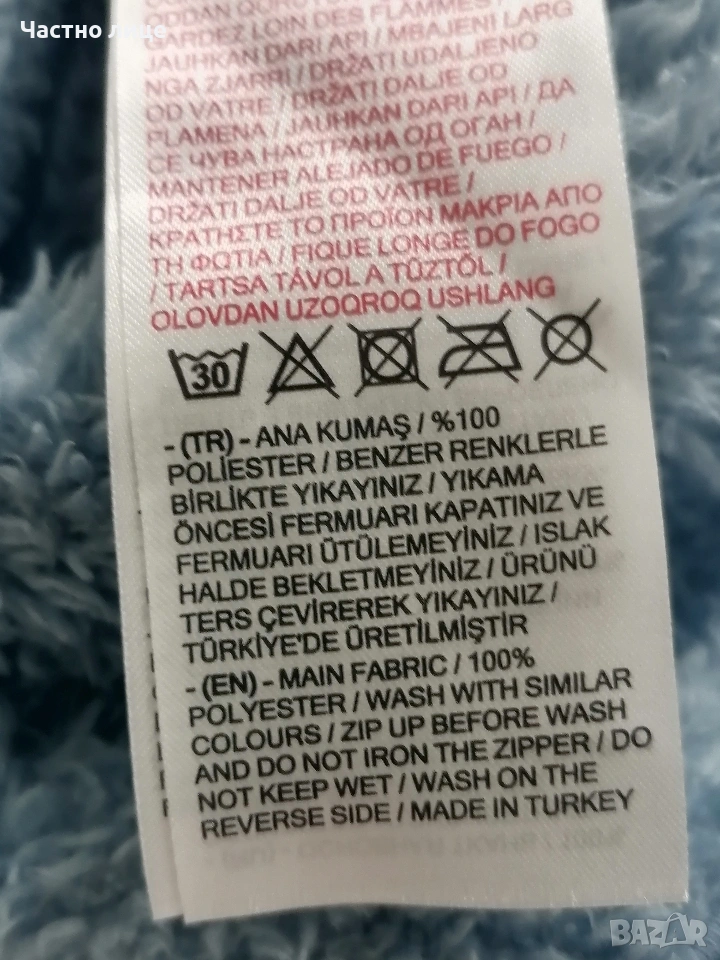 Частно лице
ODDAN
GARDEZ LOIN DES FLAMMES /
JAUHKAN DARI API / MBAJENI LARG
NGA ZJARRI / DRŽATI UDALJENO
OD VATRE / DRŽATI DALJE OD
PLAMENA / JAUHKAN DARI API / ДА
СЕ ЧУВА НАСТРАНА ОД ОГАН /
MANTENER ALEJADO DE FUEGO /
DRŽATI DALJE OD VATRE /
ΚΡΑΤΗΣΤΕ ΤΟ ΠΡΟΪΟΝ ΜΑΚΡΙΑ ΑΠΟ
ΤΗ ΦΩΤΙΑ / FIQUE LONGE DO FOGO
/ TARTSA TÁVOL A TŰZTŐL /
OLOVDAN UZOQROQ USHLANG
30
- (TR) - ANA KUMAŞ / %100
POLİESTER / BENZER RENKLERLE
BİRLİKTE YIKAYINIZ / YIKAMA
ÖNCESİ FERMUARI KAPATINIZ VE
FERMUARI ÜTÜLEMEYİNİZ / ISLAK
HALDE BEKLETMEYİNİZ / ÜRÜNÜ
TERS ÇEVİREREK YIKAYINIZ /
TÜRKİYE'DE ÜRETİLMİŞTİR
- (EN) - MAIN FABRIC / 100%
POLYESTER / WASH WITH SIMILAR
COLOURS / ZIP UP BEFORE WASH
AND DO NOT IRON THE ZIPPER / DO
NOT KEEP WET / WASH ON THE
REVERSE SIDE / MADE IN TURKEY
BAZAR